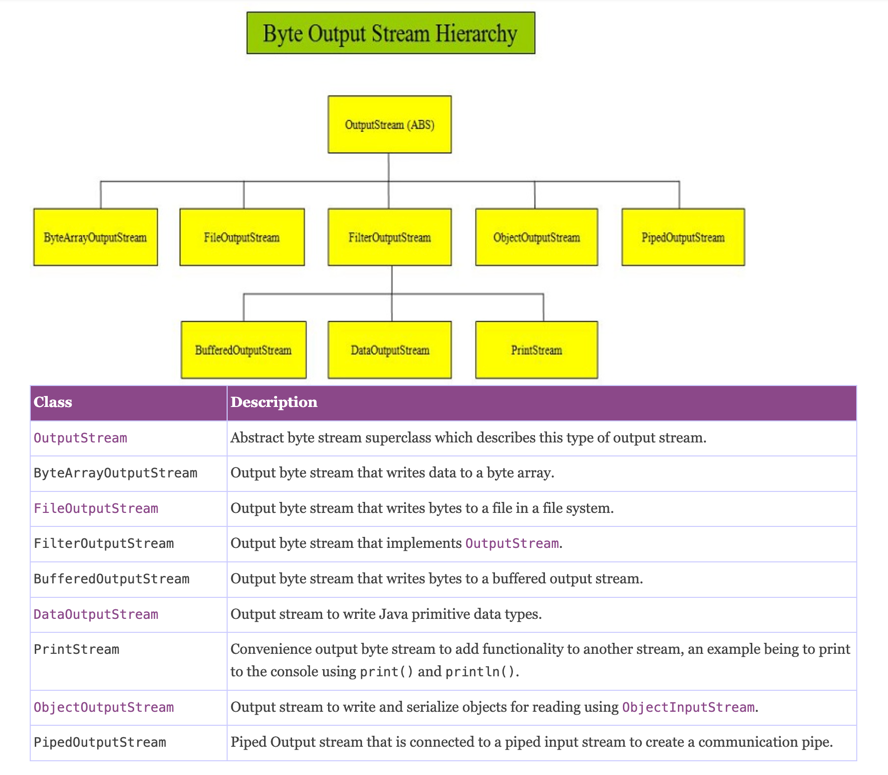 Byte Output Stream Hierarchy
OutputStream (ABS)
ByteArrayOutputStream
FileOutputStream
FilterOutputStream
ObjectOutputStream
PipedOutputStream
BufferedOutputStream
DataOutputStream
PrintStream
Class Description
OutputStream Abstract byte stream superclass which describes this type of output stream.
ByteArrayOutputStream Output byte stream that writes data to a byte array.
FileOutputStream Output byte stream that writes bytes to a file in a file system.
FilterOutputStream Output byte stream that implements OutputStream.
BufferedOutputStream Output byte stream that writes bytes to a buffered output stream.
DataOutputStream Output stream to write Java primitive data types.
PrintStream Convenience output byte stream to add functionality to another stream, an example being to print
to the console using print() and println().
ObjectOutputStream Output stream to write and serialize objects for reading using ObjectInputStream.
PipedOutputStream Piped Output stream that is connected to a piped input stream to create a communication pipe.